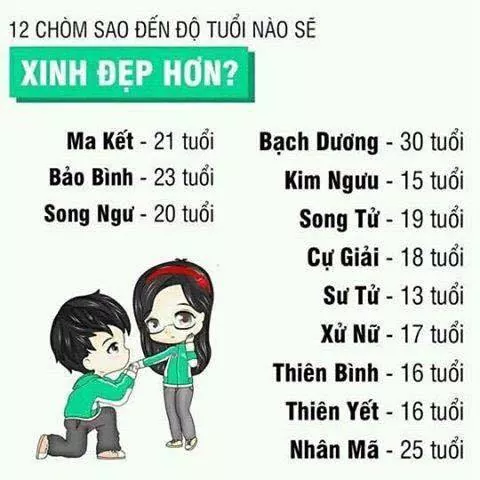 12 CHÒM SAO ĐẾN ĐỘ TUỔI NÀO SẼ
XINH ĐẸP HƠN?
Ma Kết - 21 tuổi
Bảo Bình - 23 tuổi
Song Ngư - 20 tuổi
Bạch Dương - 30 tuổi
Kim Ngưu - 15 tuổi
Song Tử - 19 tuổi
Cự Giải - 18 tuổi
Sư Tử - 13 tuổi
Xử Nữ - 17 tuổi
Thiên Bình - 16 tuổi
Thiên Yết - 16 tuổi
Nhân Mã - 25 tuổi